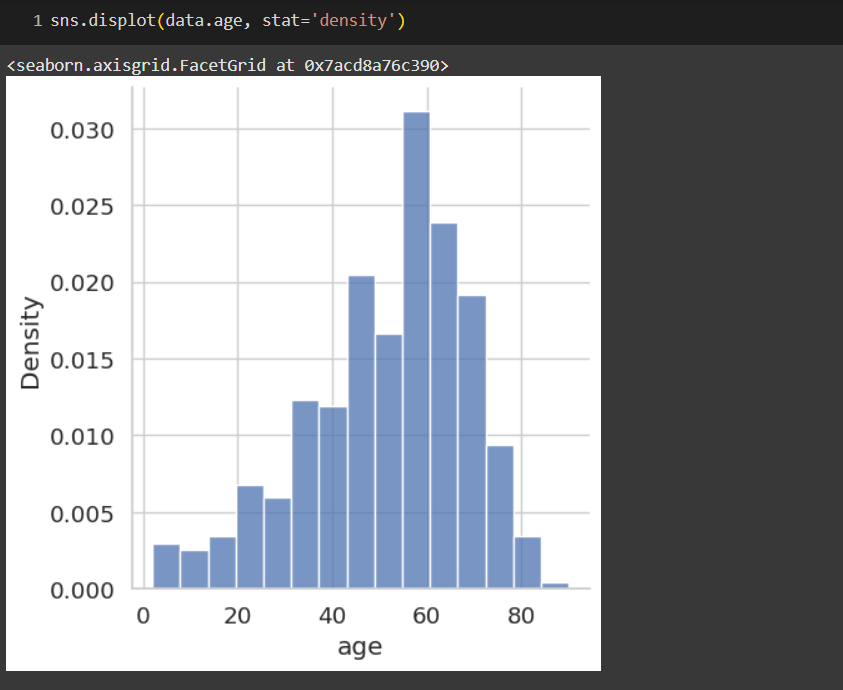 1 sns.displot(data.age, stat='density')
<seaborn.axisgrid.FacetGrid at 0x7acd8a76c390>
0.030
0.025
0.020
0.015
0.010
0.005
0.000
Density
0 20 40 60 80
age